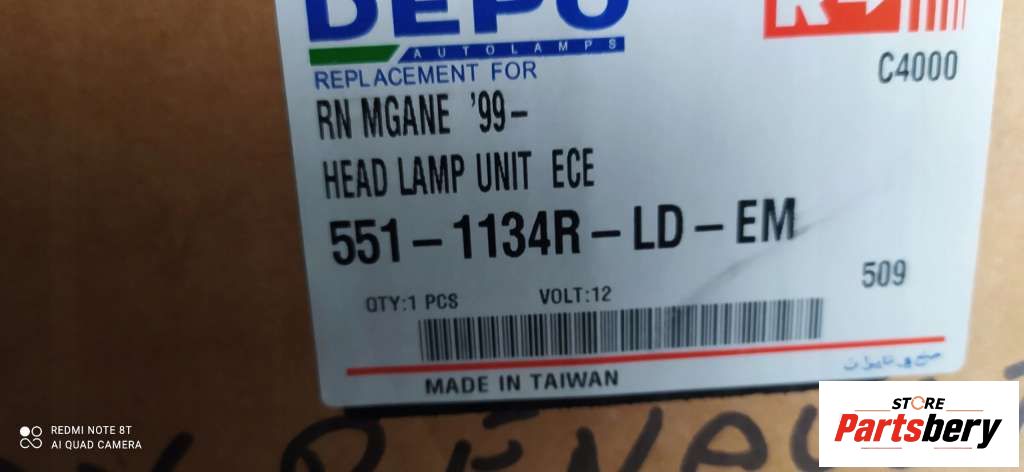 DEPO
R
AUTOLAMPS
REPLACEMENT FOR
C4000
RN MGANE '99-
HEAD LAMP UNIT ECE
551-1134R-LD-EM
509
QTY:1 PCS VOLT:12
MADE IN TAIWAN
REDMI NOTE 8T
AI QUAD CAMERA
STORE
Partsbery